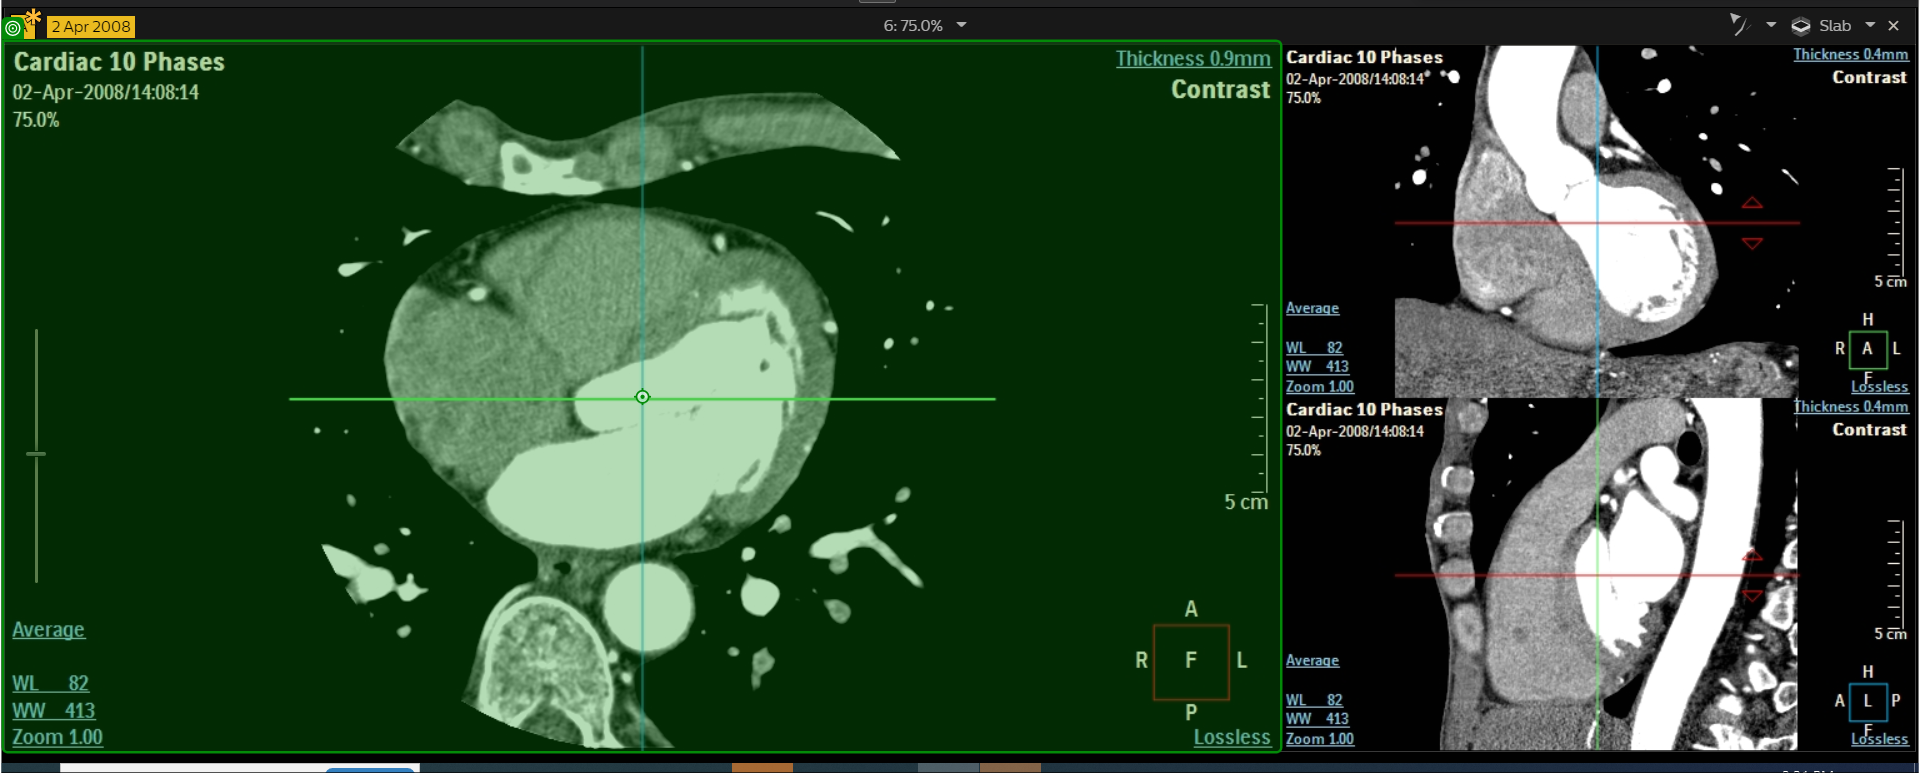 2 Apr 2008
6: 75.0%
Slab
Cardiac 10 Phases
02-Apr-2008/14:08:14
75.0%
Thickness 0.9mm
Contrast
5 cm
Average
WL 82
WW 413
Zoom 1.00
A
R F L
P
Lossless
Cardiac 10 Phases
02-Apr-2008/14:08:14
75.0%
Thickness 0.4mm
Contrast
5 cm
Average
WL 82
WW 413
Zoom 1.00
H
R A L
F
Lossless
Cardiac 10 Phases
02-Apr-2008/14:08:14
75.0%
Thickness 0.4mm
Contrast
5 cm
Average
WL 82
WW 413
Zoom 1.00
H
A L P
F
Lossless